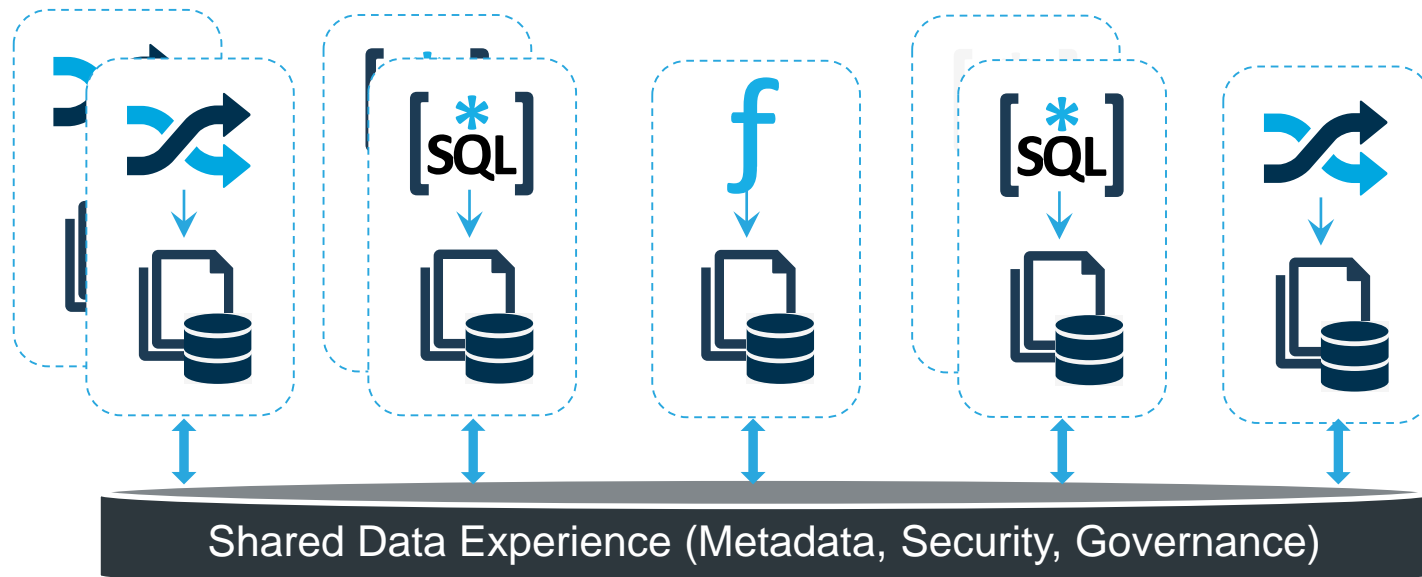 [*SQL]
ƒ
[*SQL]
Shared Data Experience (Metadata, Security, Governance)